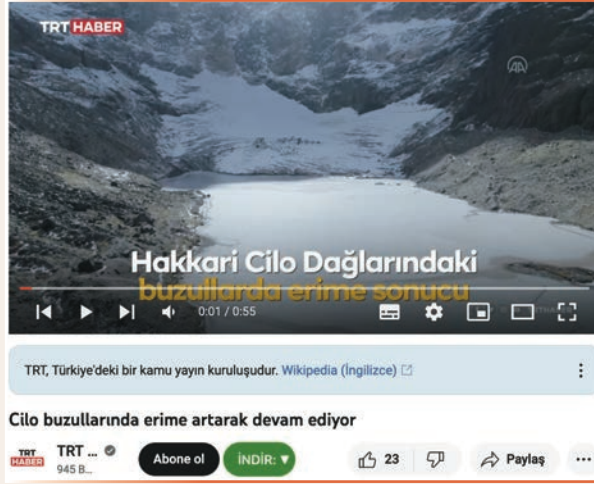 TRT HABER
AA
Hakkari Cilo Dağlarındaki
buzullarda erime sonucu
0:01 / 0:55
TRT, Türkiye'deki bir kamu yayın kuruluşudur. Wikipedia (İngilizce)
Cilo buzullarında erime artarak devam ediyor
TRT HABER
TRT ...
945 B...
Abone ol
İNDİR: ▼
23
Paylaş
...